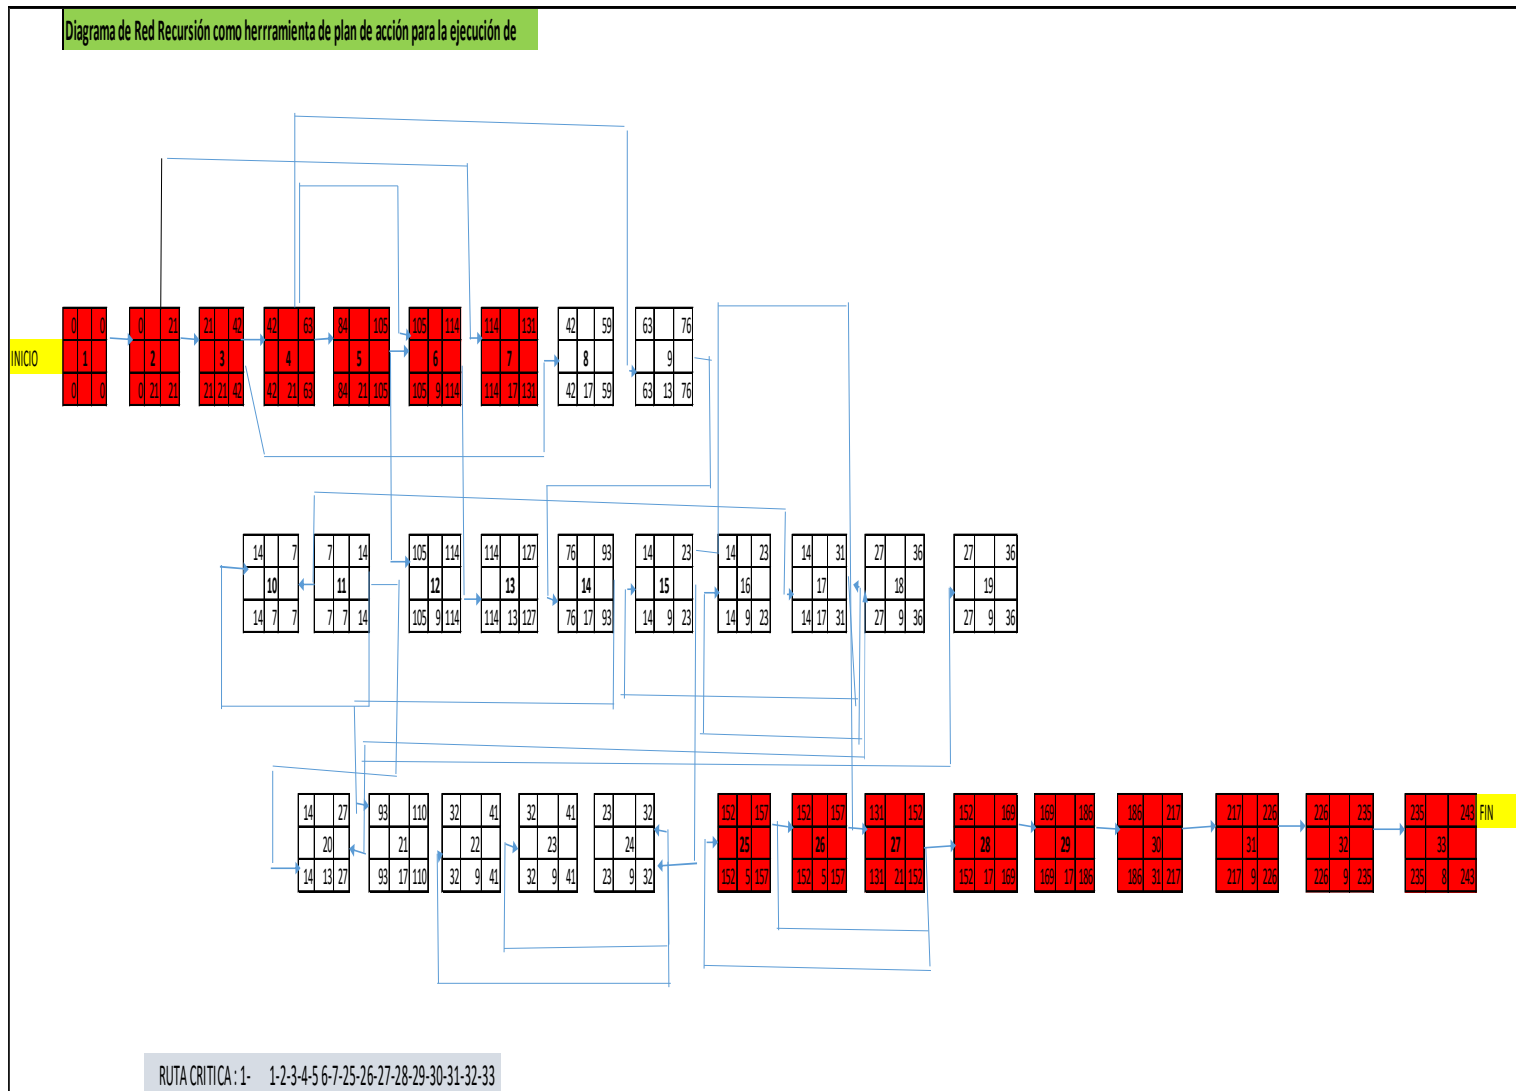 Diagrama de Red Recursión como herrramienta de plan de acción para la ejecución de
0 0 0 21 21 42 42 63 84 105 105 114 114 131 42 59 63 76
INICIO 1 2 3 4 5 6 7 8 9
0 0 0 21 21 21 21 42 42 21 63 84 21 105 105 9 114 114 17 131 42 17 59 63 13 76
14 7 7 14 105 114 114 127 76 93 14 23 14 23 14 31 27 36 27 36
10 11 12 13 14 15 16 17 18 19
14 7 7 7 7 14 105 9 114 114 13 127 76 17 93 14 9 23 14 9 23 14 17 31 27 9 36 27 9 36
14 27 93 110 32 41 32 41 23 32 152 157 152 157 131 152 152 169 169 186 186 217 217 226 226 235 235 243 FIN
20 21 22 23 24 25 26 27 28 29 30 31 32 33
14 13 27 93 17 110 32 9 41 32 9 41 23 9 32 152 5 157 152 5 157 131 21 152 152 17 169 169 17 186 186 31 217 217 9 226 226 9 235 235 8 243
RUTA CRITICA : 1- 1-2-3-4-5 6-7-25-26-27-28-29-30-31-32-33